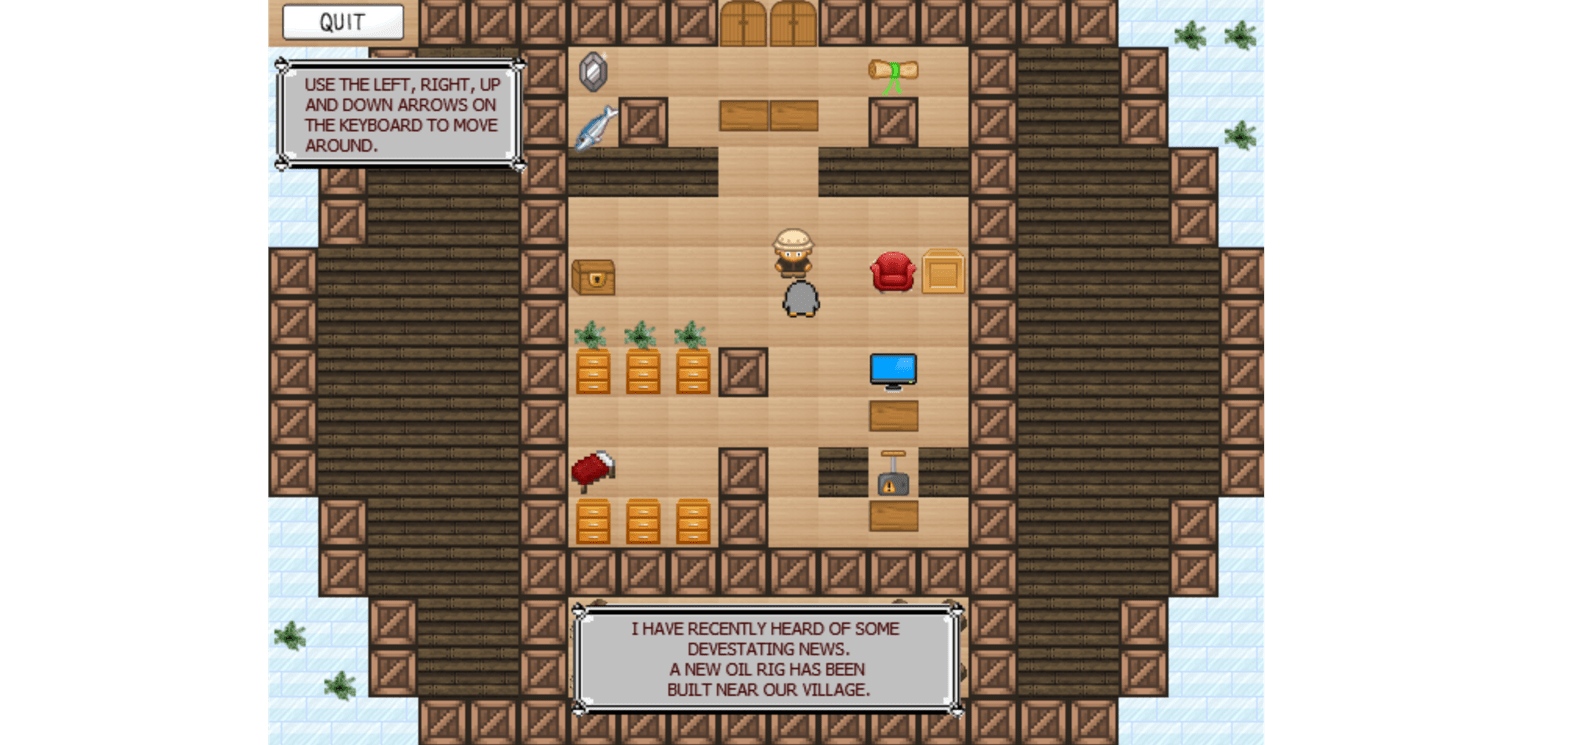 QUIT
USE THE LEFT, RIGHT, UP
AND DOWN ARROWS ON
THE KEYBOARD TO MOVE
AROUND.
I HAVE RECENTLY HEARD OF SOME
DEVESTATING NEWS.
A NEW OIL RIG HAS BEEN
BUILT NEAR OUR VILLAGE.